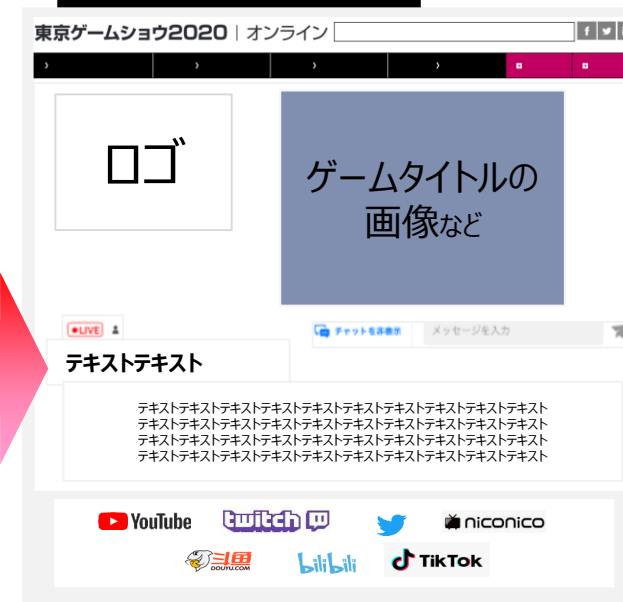 東京ゲームショウ2020 | オンライン
ロゴ
ゲームタイトルの
画像など
LIVE
チャットを非表示
メッセージを入力
テキストテキスト
テキストテキストテキストテキストテキストテキストテキストテキストテキストテキスト
テキストテキストテキストテキストテキストテキストテキストテキストテキストテキスト
テキストテキストテキストテキストテキストテキストテキストテキストテキストテキスト
テキストテキストテキストテキストテキストテキストテキストテキストテキストテキスト
YouTube twitch niconico
斗鱼 DOUYU.COM bilibili TikTok